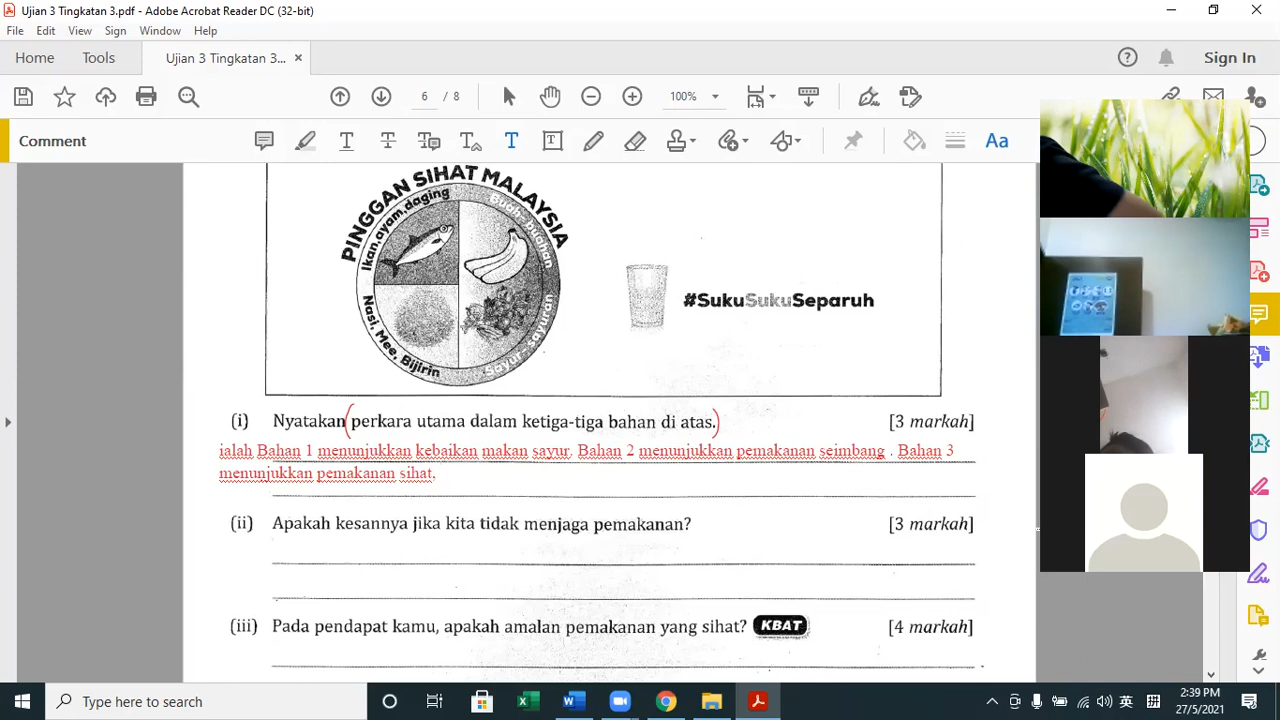 Ujian 3 Tingkatan 3.pdf - Adobe Acrobat Reader DC (32-bit)
File Edit View Sign Window Help
Home Tools Ujian 3 Tingkatan 3... Sign In
6 / 8 100%
Comment
Aa
PINGGAN SIHAT MALAYSIA
Ikan, ayam, daging
Buah-buahan
Nasi, Mee, Bijirin
Sayur-sayuran
#SukuSukuSeparuh
(i) Nyatakan (perkara utama dalam ketiga-tiga bahan di atas.) [3 markah]
ialah Bahan 1 menunjukkan kebaikan makan sayur. Bahan 2 menunjukkan pemakanan seimbang . Bahan 3
menunjukkan pemakanan sihat.
(ii) Apakah kesannya jika kita tidak menjaga pemakanan? [3 markah]
(iii) Pada pendapat kamu, apakah amalan pemakanan yang sihat? KBAT [4 markah]
Type here to search
英
2:39 PM
27/5/2021